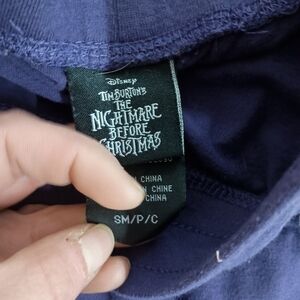 Disney
TIM BURTON'S
THE
NIGHTMARE
BEFORE
CHRISTMAS
CHINA
CHINE
CHINA
SM/P/C